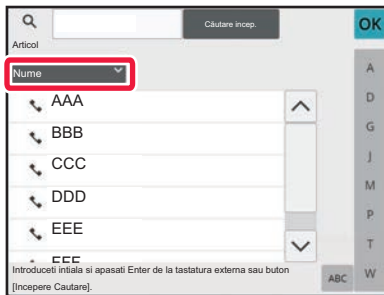 Căutare incep.
OK
Articol
Nume
AAA
BBB
CCC
DDD
EEE
FFF
Introduceti intiala si apasati Enter de la tastatura externa sau buton
[Incepere Cautare].
ABC
A
D
G
J
M
P
T
W